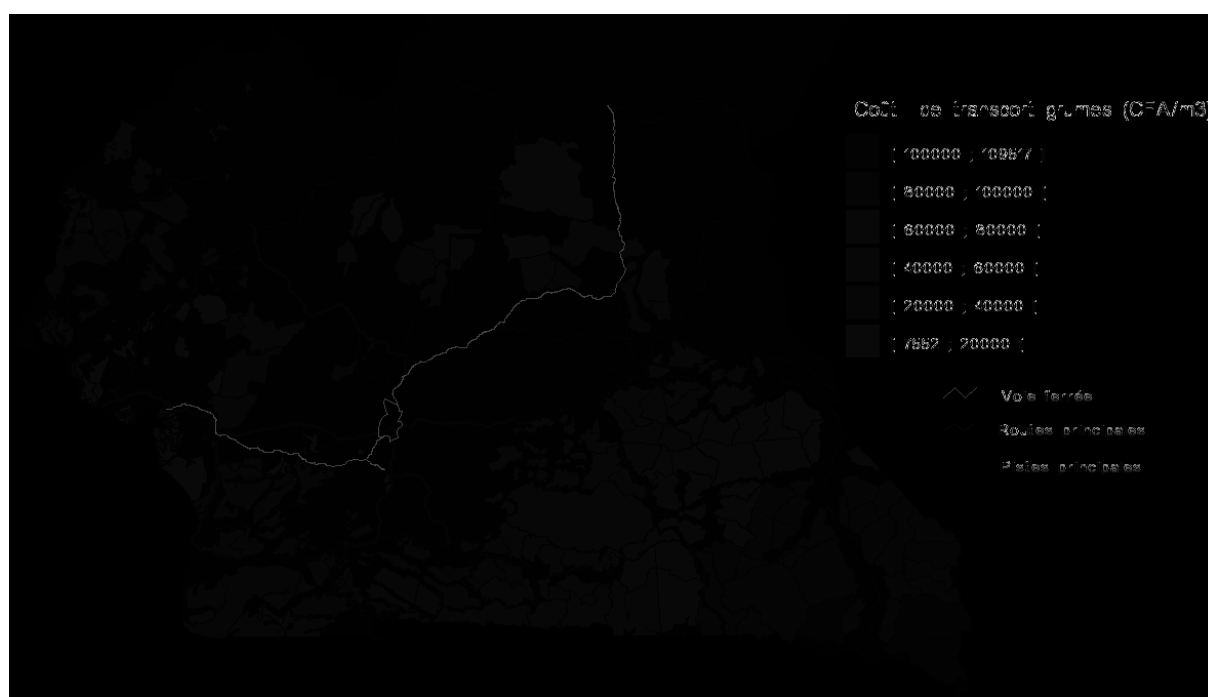 Coût de transport grumes (CFA/m3)
[ 100000 ; 109517 ]
[ 80000 ; 100000 [
[ 60000 ; 80000 [
[ 40000 ; 60000 [
[ 20000 ; 40000 [
[ 7552 ; 20000 [
Voie ferrée
Routes principales
Pistes principales